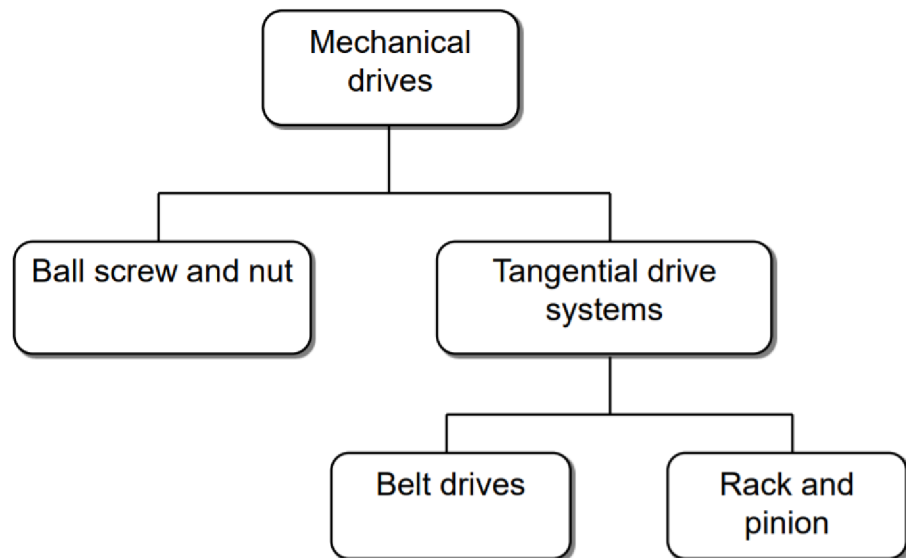 Mechanical
drives
Ball screw and nut
Tangential drive
systems
Belt drives
Rack and
pinion